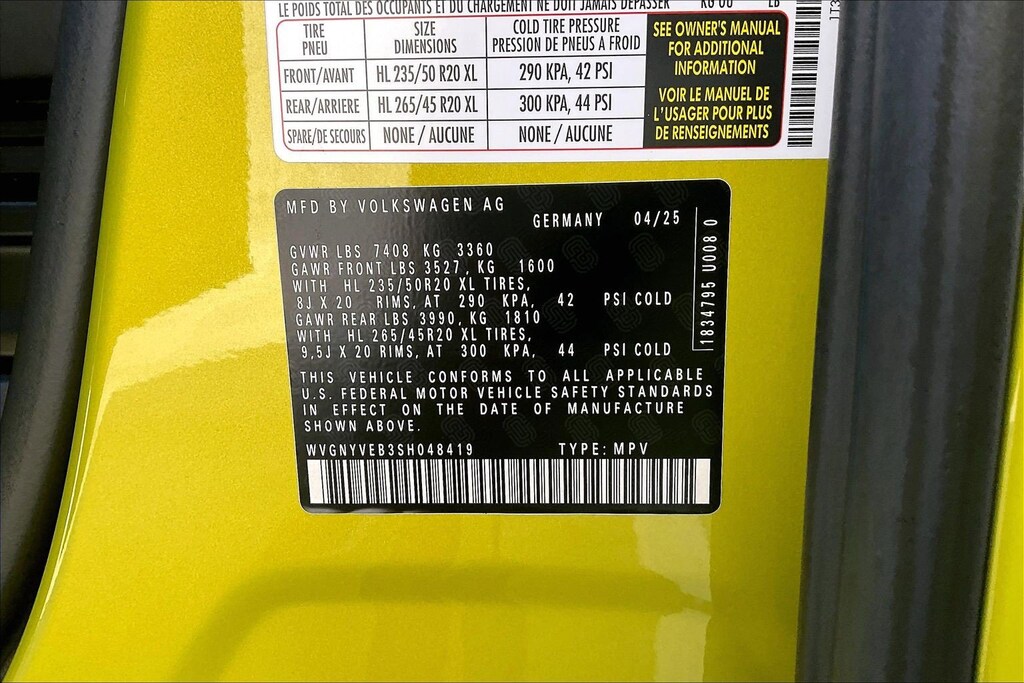 LE POIDS TOTAL DES OCCUPANTS ET DU CHARGEMENT NE DOIT JAMAIS DÉPASSER KG OU LB
TIRE SIZE COLD TIRE PRESSURE
PNEU DIMENSIONS PRESSION DE PNEUS A FROID
FRONT/AVANT HL 235/50 R20 XL 290 KPA, 42 PSI
REAR/ARRIERE HL 265/45 R20 XL 300 KPA, 44 PSI
SPARE/DE SECOURS NONE / AUCUNE NONE / AUCUNE
SEE OWNER'S MANUAL
FOR ADDITIONAL
INFORMATION
VOIR LE MANUEL DE
L'USAGER POUR PLUS
DE RENSEIGNEMENTS
MFD BY VOLKSWAGEN AG
GERMANY 04/25
GVWR LBS 7408 KG 3360
GAWR FRONT LBS 3527, KG 1600
WITH HL 235/50R20 XL TIRES,
8J X 20 RIMS, AT 290 KPA, 42 PSI COLD
GAWR REAR LBS 3990, KG 1810
WITH HL 265/45R20 XL TIRES,
9,5J X 20 RIMS, AT 300 KPA, 44 PSI COLD
1834795 U008 0
THIS VEHICLE CONFORMS TO ALL APPLICABLE
U.S. FEDERAL MOTOR VEHICLE SAFETY STANDARDS
IN EFFECT ON THE DATE OF MANUFACTURE
SHOWN ABOVE.
WVGNYVEB3SH048419 TYPE: MPV